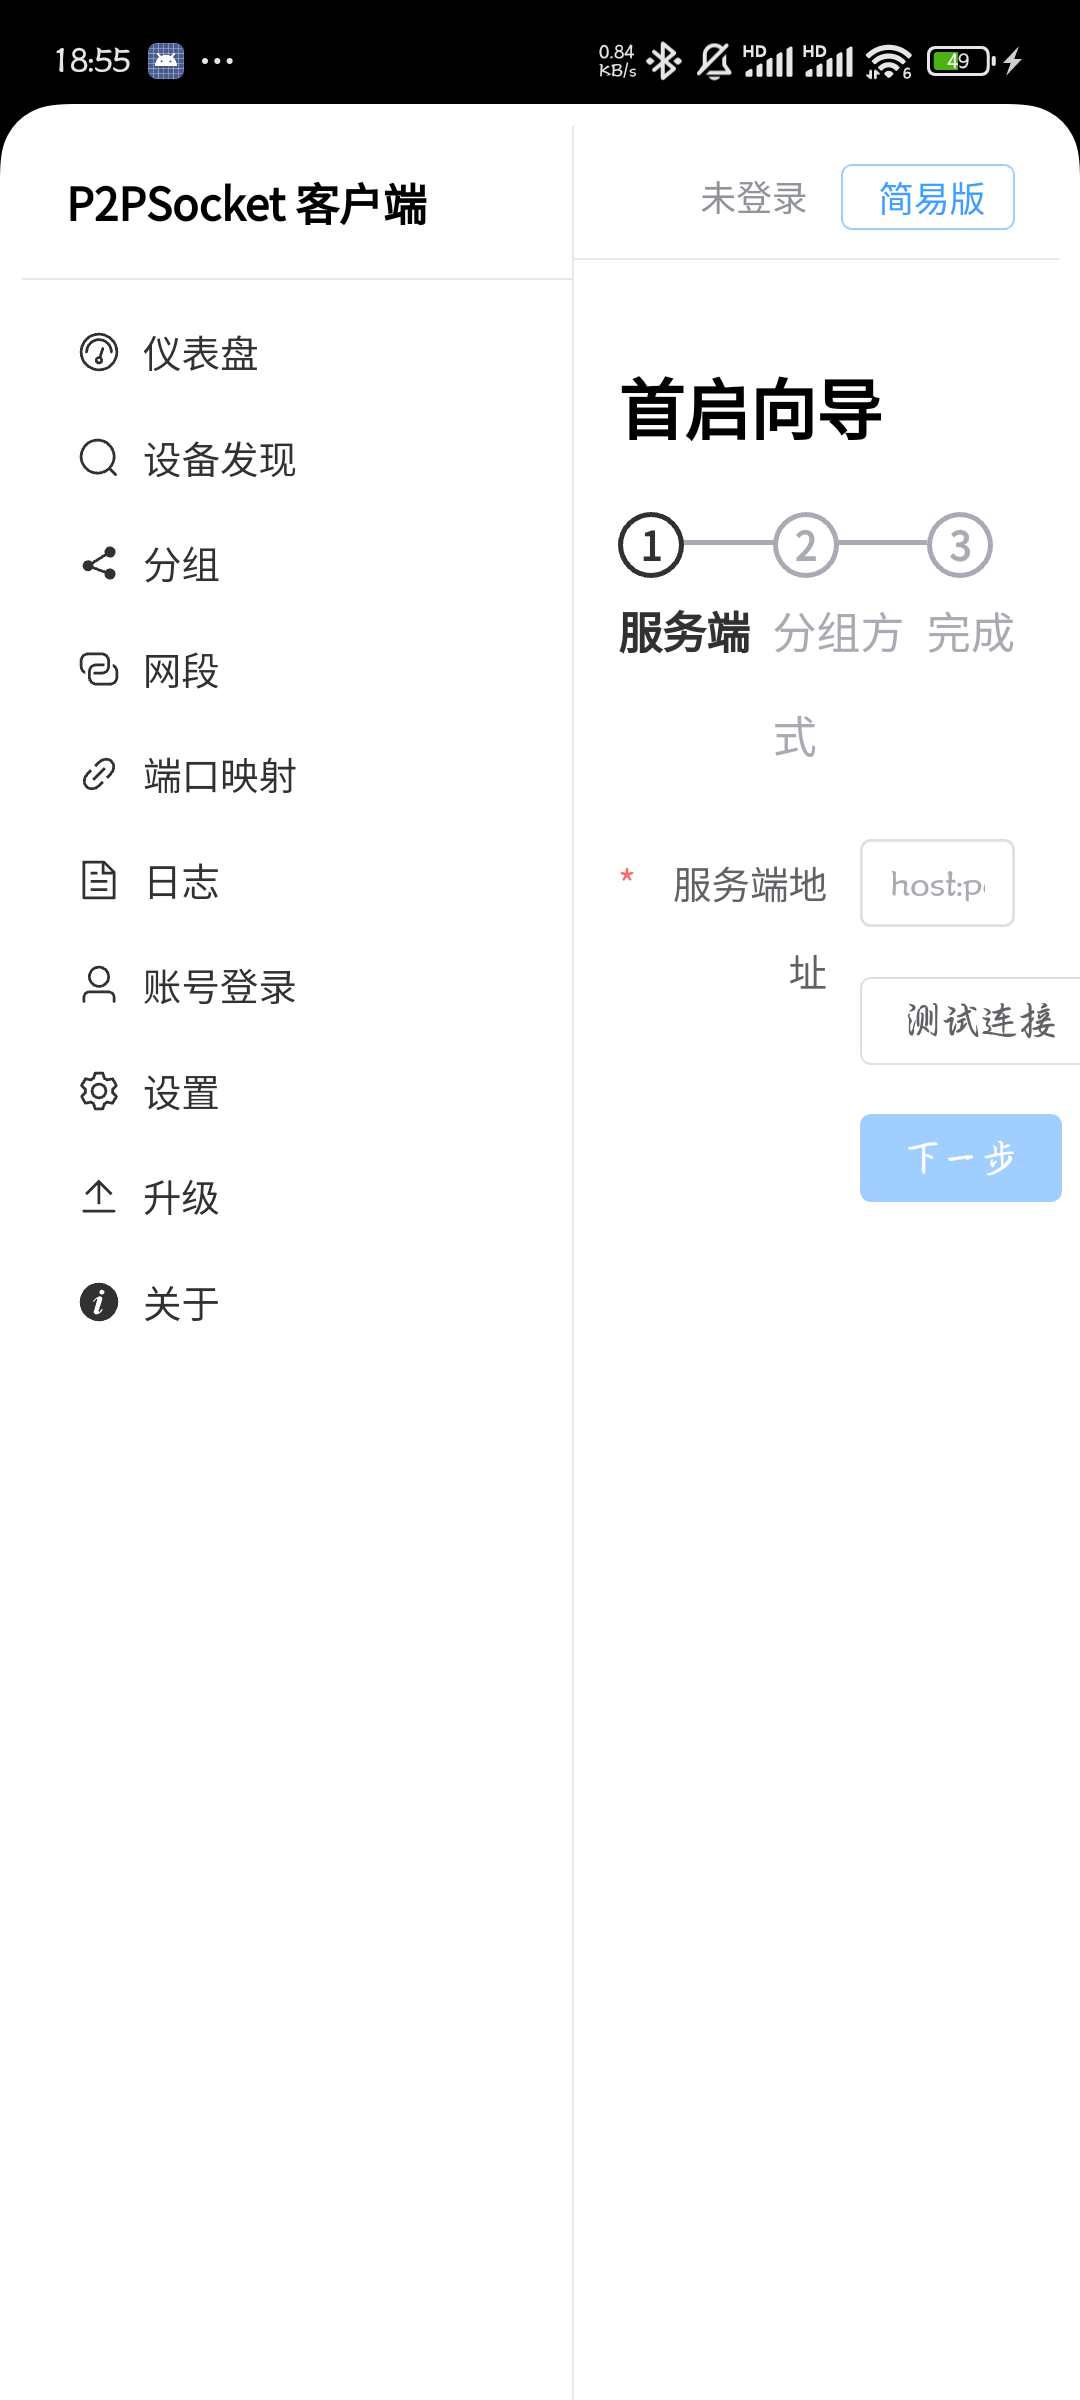 18:55 ... 0.84 KB/s HD HD 6 49
P2PSocket 客户端
未登录 简易版
仪表盘
设备发现
分组
网段
端口映射
日志
账号登录
设置
升级
关于
首启向导
1 2 3
服务端 分组方 完成
式
* 服务端地
址
host:po
测试连接
下一步